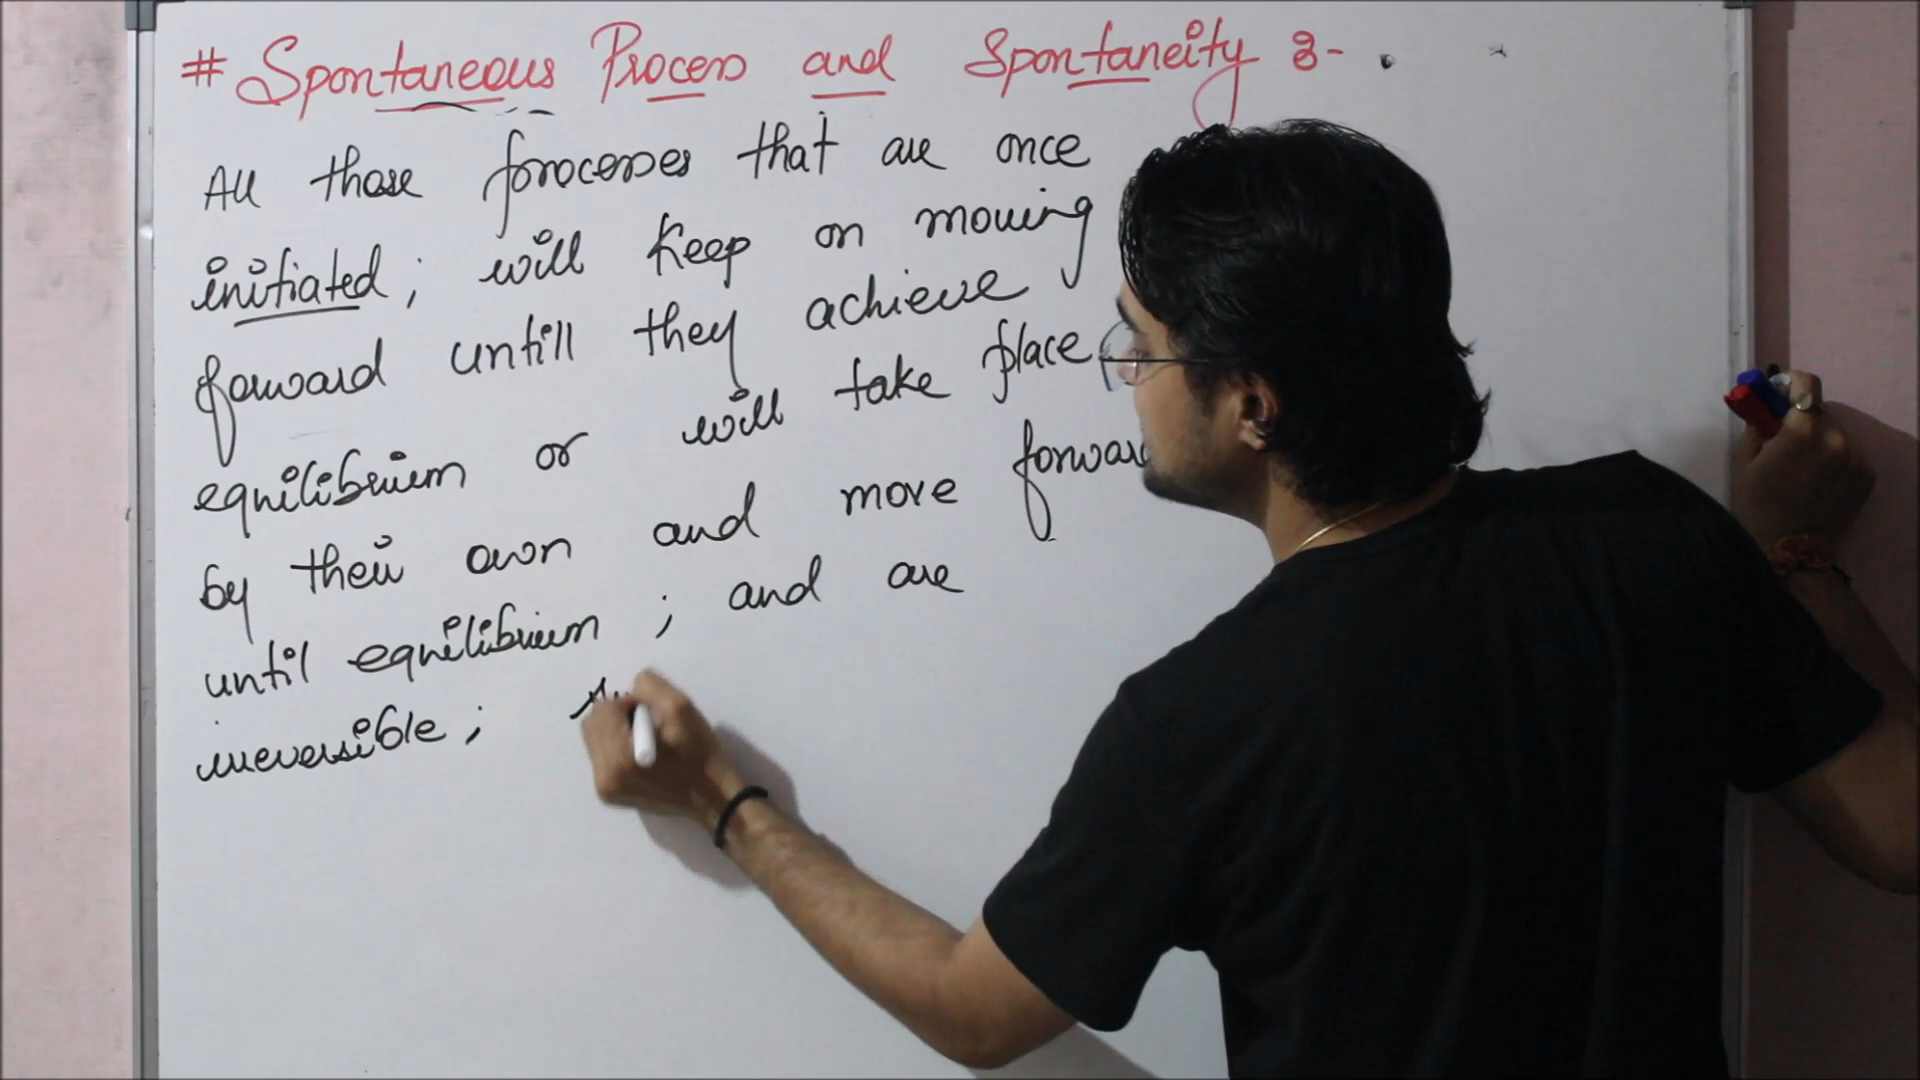 # Spontaneous Process and Spontaneity :-
All those processes that are once
initiated ; will keep on moving
forward untill they achieve
equilibrium or will take place
by their own and move forward
until equilibrium ; and are
irreversible ;